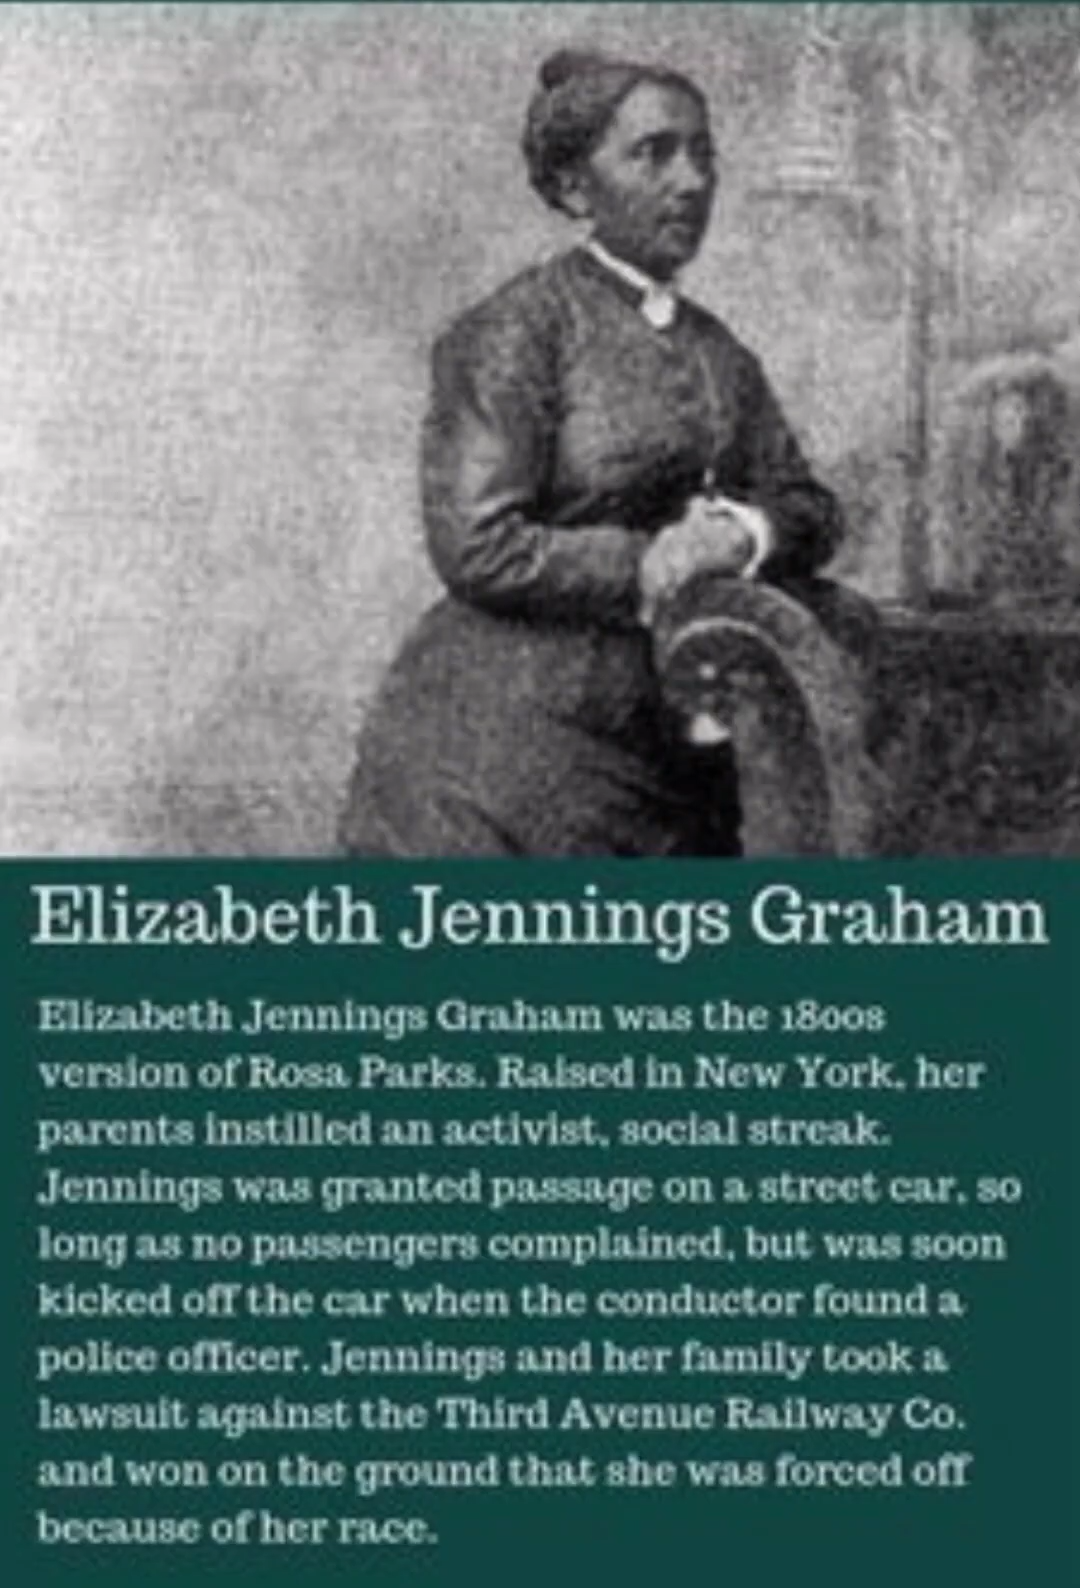 Elizabeth Jennings Graham
Elizabeth Jennings Graham was the 1800s
version of Rosa Parks. Raised in New York, her
parents instilled an activist, social streak.
Jennings was granted passage on a street car, so
long as no passengers complained, but was soon
kicked off the car when the conductor found a
police officer. Jennings and her family took a
lawsuit against the Third Avenue Railway Co.
and won on the ground that she was forced off
because of her race.